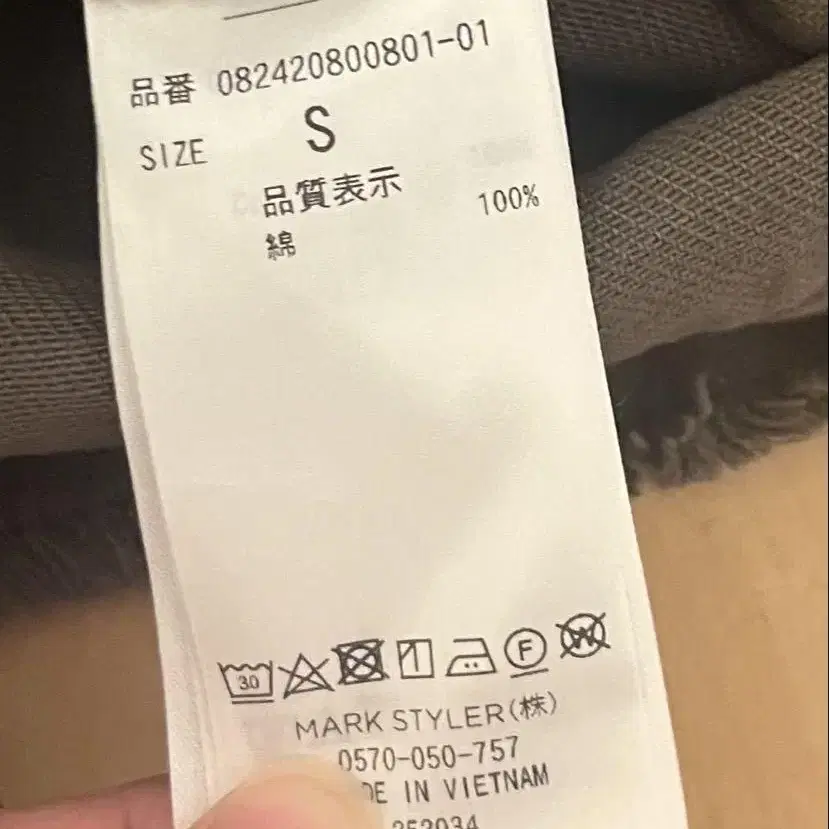 品番 082420800801-01
SIZE S
品質表示
綿 100%
30 F W
MARK STYLER(株)
0570-050-757
DE IN VIETNAM